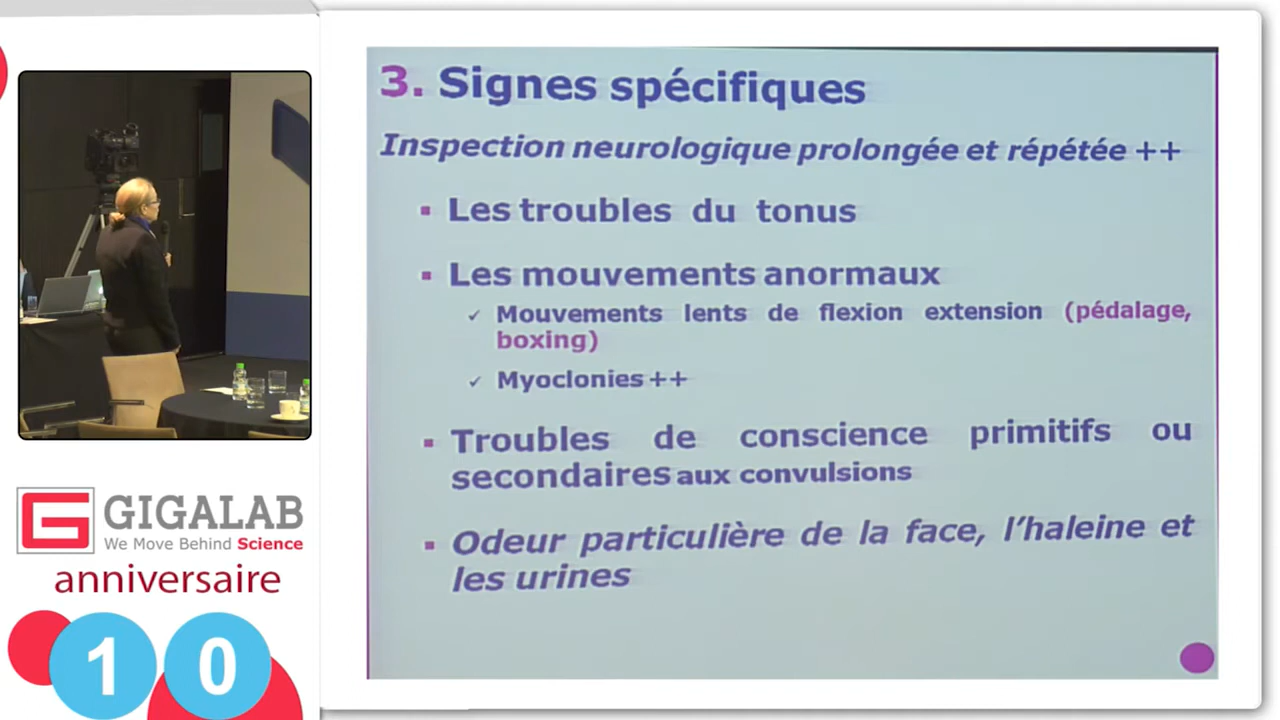 3. Signes spécifiques
Inspection neurologique prolongée et répétée ++
Les troubles du tonus
Les mouvements anormaux
Mouvements lents de flexion extension (pédalage,
boxing)
Myoclonies ++
Troubles de conscience primitifs ou
secondaires aux convulsions
Odeur particulière de la face, l'haleine et
les urines
GIGALAB
We Move Behind Science
anniversaire
10